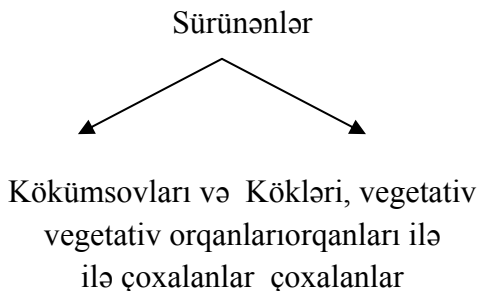 Sürünənlər
Kökümsovları və  Kökləri, vegetativ
vegetativ orqanlarıorqanları ilə
ilə çoxalanlar  çoxalanlar